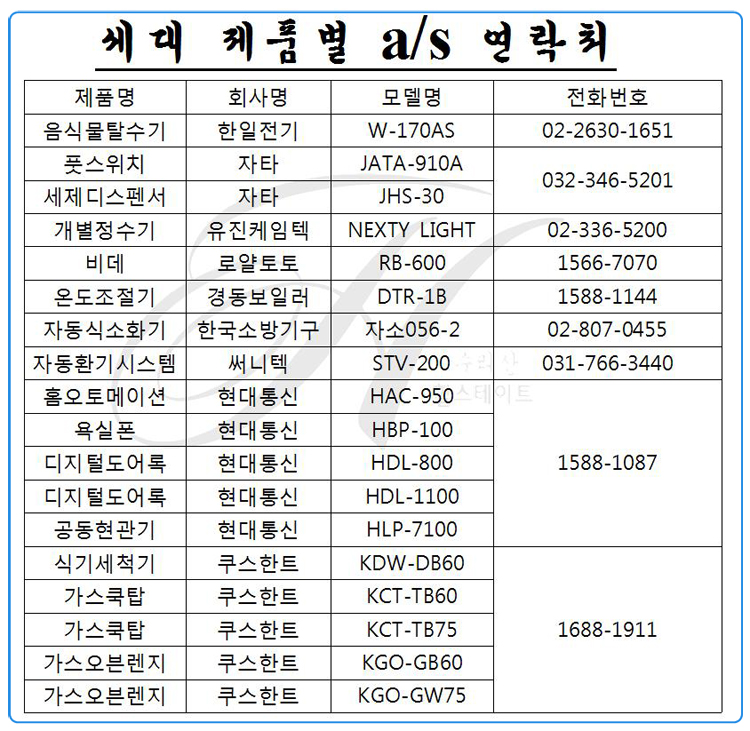 세대 제품별 a/s 연락처
제품명 회사명 모델명 전화번호
음식물탈수기 한일전기 W-170AS 02-2630-1651
풋스위치 자타 JATA-910A
032-346-5201
세제디스펜서 자타 JHS-30
개별정수기 유진케임텍 NEXTY LIGHT 02-336-5200
비데 로얄토토 RB-600 1566-7070
온도조절기 경동보일러 DTR-1B 1588-1144
자동식소화기 한국소방기구 자소056-2 02-807-0455
자동환기시스템 써니텍 STV-200 031-766-3440
수리산
홈오토메이션 현대통신 HAC-950
스테이트
욕실폰 현대통신 HBP-100
디지털도어록 현대통신 HDL-800 1588-1087
디지털도어록 현대통신 HDL-1100
공동현관기 현대통신 HLP-7100
식기세척기 쿠스한트 KDW-DB60
가스쿡탑 쿠스한트 KCT-TB60
가스쿡탑 쿠스한트 KCT-TB75 1688-1911
가스오븐렌지 쿠스한트 KGO-GB60
가스오븐렌지 쿠스한트 KGO-GW75